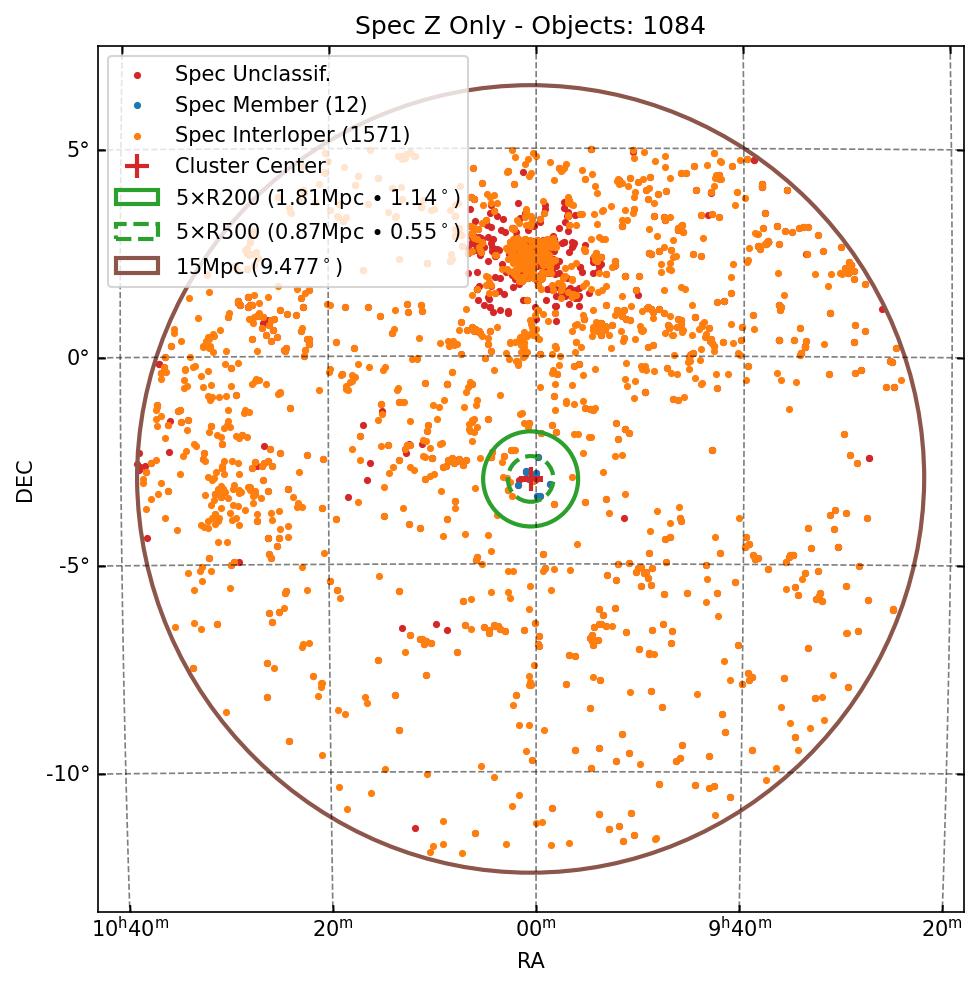 Spec Z Only - Objects: 1084
Spec Unclassif.
Spec Member (12)
Spec Interloper (1571)
Cluster Center
5×R200 (1.81Mpc • 1.14°)
5×R500 (0.87Mpc • 0.55°)
15Mpc (9.477°)
5°
0°
-5°
-10°
DEC
10ʰ40ᵐ 20ᵐ 00ᵐ 9ʰ40ᵐ 20ᵐ
RA